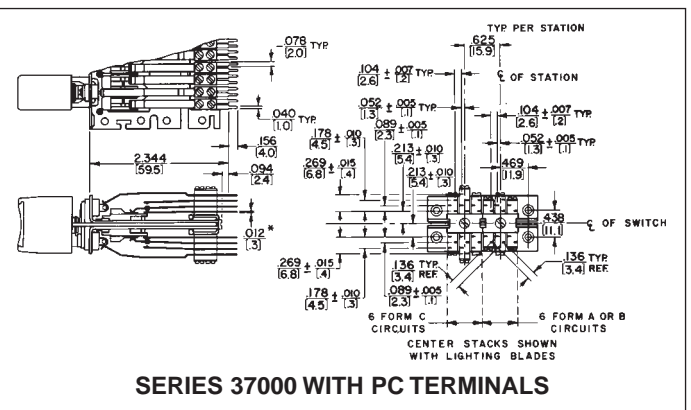 TYP. PER STATION
.625
[15.9]
.078 TYP.
[2.0]
.104 ± .007 TYP.
[2.6] [.2]
℄ OF STATION
.052 ± .005 TYP.
[1.3] [.1]
.104 ± .007 TYP.
[2.6] [.2]
.040 TYP.
[1.0]
.089 ± .005
[2.3] [.1]
.156
[4.0]
.178 ± .010
[4.5] [.3]
.052 ± .005 TYP.
[1.3] [.1]
2.344
[59.5]
.213 ± .010
[5.4] [.3]
.094
[2.4]
.269 ± .015
[6.8] [.4]
.469
[11.9]
.213 ± .010
[5.4] [.3]
.438
[11.1]
℄ OF SWITCH
.012 *
[.3]
.269 ± .015
[6.8] [.4]
.136 TYP.
[3.4] REF.
.136 TYP.
[3.4] REF.
.178 ± .010
[4.5] [.3]
.089 ± .005
[2.3] [.1]
6 FORM C
CIRCUITS
6 FORM A OR B
CIRCUITS
CENTER STACKS SHOWN
WITH LIGHTING BLADES
SERIES 37000 WITH PC TERMINALS